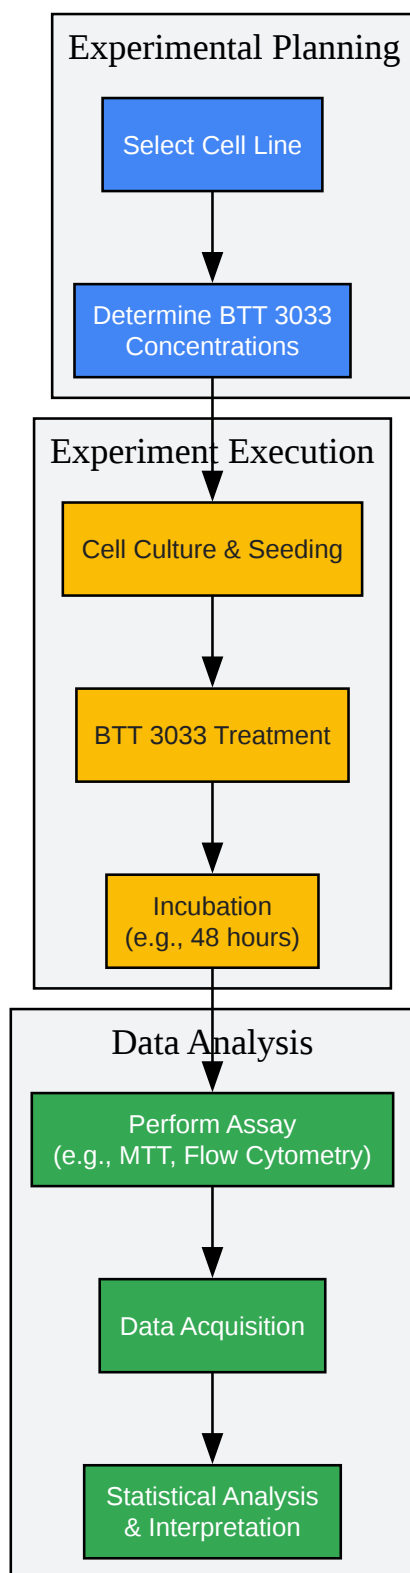 Experimental Planning
Select Cell Line
Determine BTT 3033
Concentrations
Experiment Execution
Cell Culture & Seeding
BTT 3033 Treatment
Incubation
(e.g., 48 hours)
Data Analysis
Perform Assay
(e.g., MTT, Flow Cytometry)
Data Acquisition
Statistical Analysis
& Interpretation